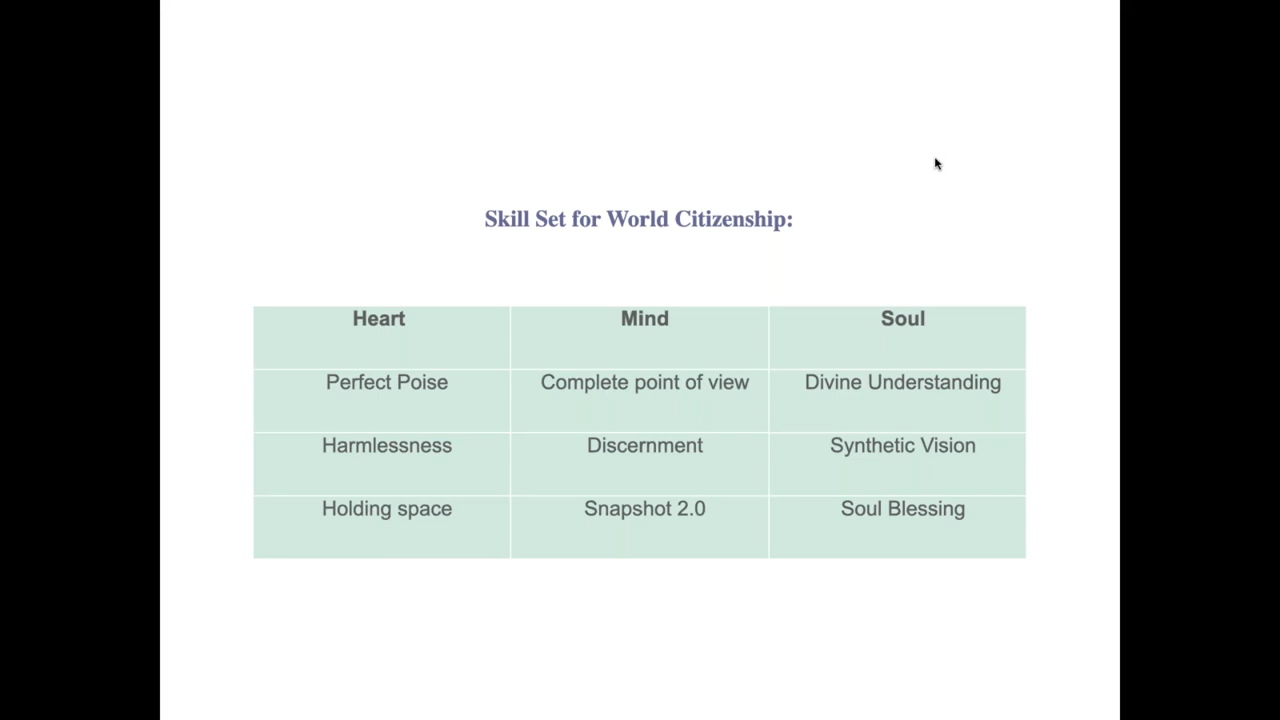 Skill Set for World Citizenship:
Heart Mind Soul
Perfect Poise Complete point of view Divine Understanding
Harmlessness Discernment Synthetic Vision
Holding space Snapshot 2.0 Soul Blessing